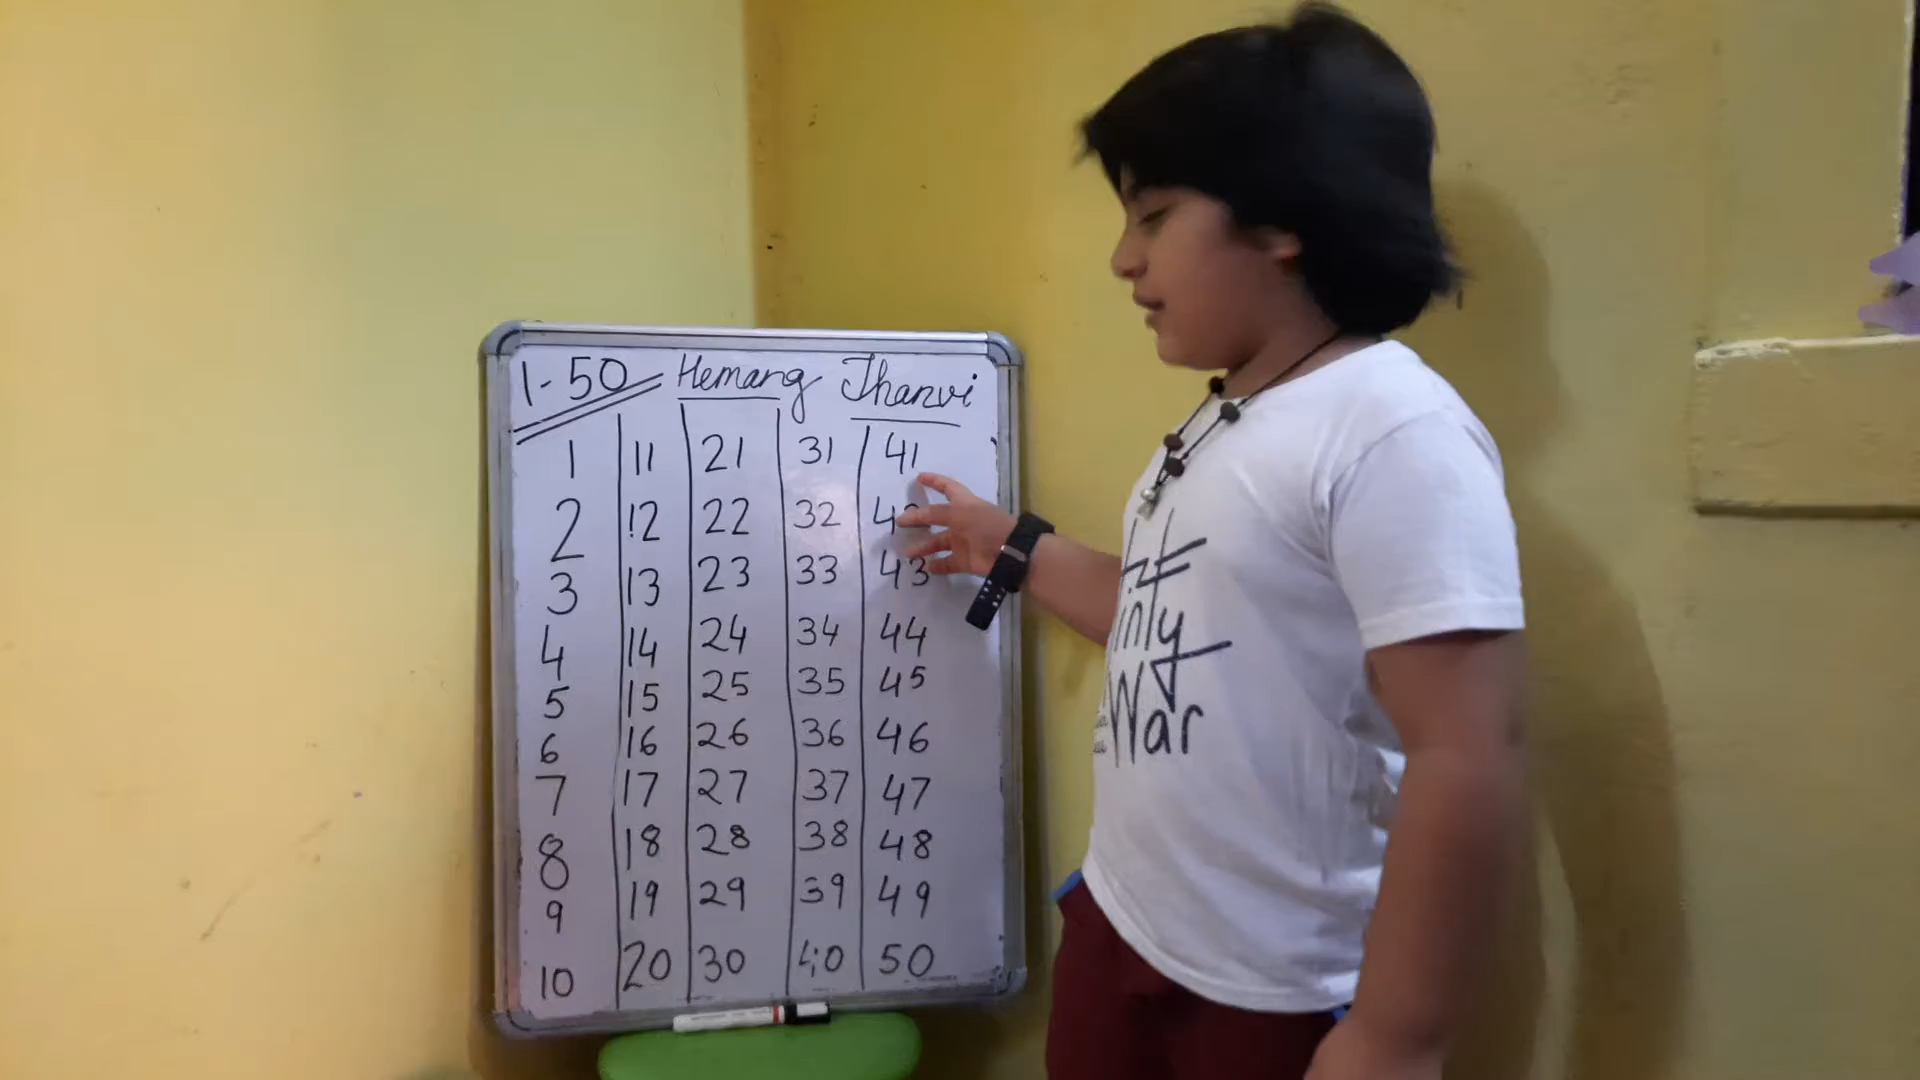 1-50 Hemang Thanvi
1 11 21 31 41
2 12 22 32 42
3 13 23 33 43
4 14 24 34 44
5 15 25 35 45
6 16 26 36 46
7 17 27 37 47
8 18 28 38 48
9 19 29 39 49
10 20 30 40 50
War